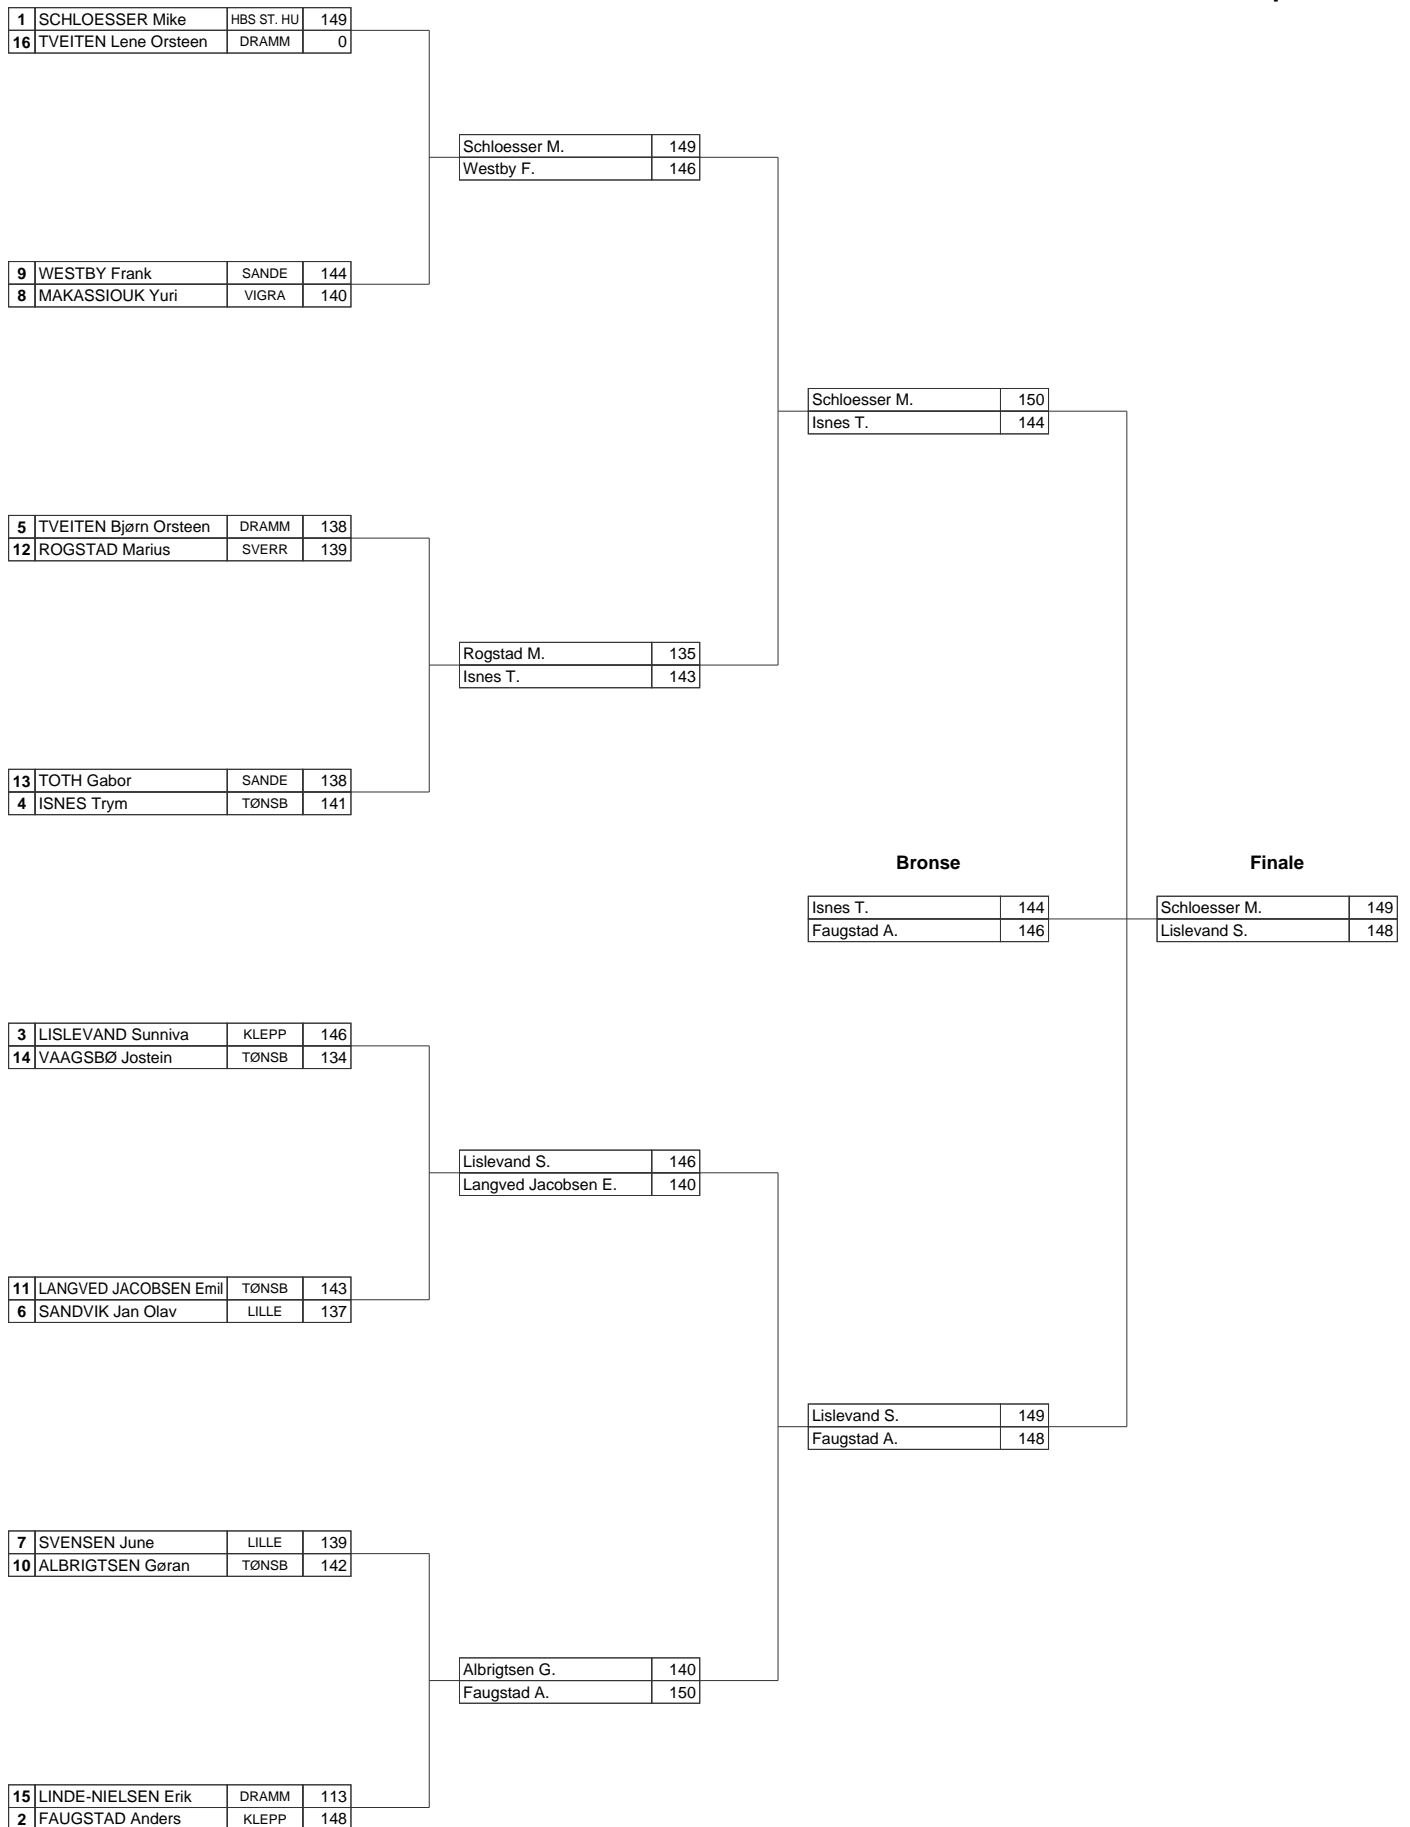 1 SCHLOESSER Mike HBS ST. HU 149
16 TVEITEN Lene Orsteen DRAMM 0
Schloesser M. 149
Westby F. 146
9 WESTBY Frank SANDE 144
8 MAKASSIOUK Yuri VIGRA 140
Schloesser M. 150
Isnes T. 144
5 TVEITEN Bjørn Orsteen DRAMM 138
12 ROGSTAD Marius SVERR 139
Rogstad M. 135
Isnes T. 143
13 TOTH Gabor SANDE 138
4 ISNES Trym TØNSB 141
Bronse Finale
Isnes T. 144 Schloesser M. 149
Faugstad A. 146 Lislevand S. 148
3 LISLEVAND Sunniva KLEPP 146
14 VAAGSBØ Jostein TØNSB 134
Lislevand S. 146
Langved Jacobsen E. 140
11 LANGVED JACOBSEN Emil TØNSB 143
6 SANDVIK Jan Olav LILLE 137
Lislevand S. 149
Faugstad A. 148
7 SVENSEN June LILLE 139
10 ALBRIGTSEN Gøran TØNSB 142
Albrigtsen G. 140
Faugstad A. 150
15 LINDE-NIELSEN Erik DRAMM 113
2 FAUGSTAD Anders KLEPP 148